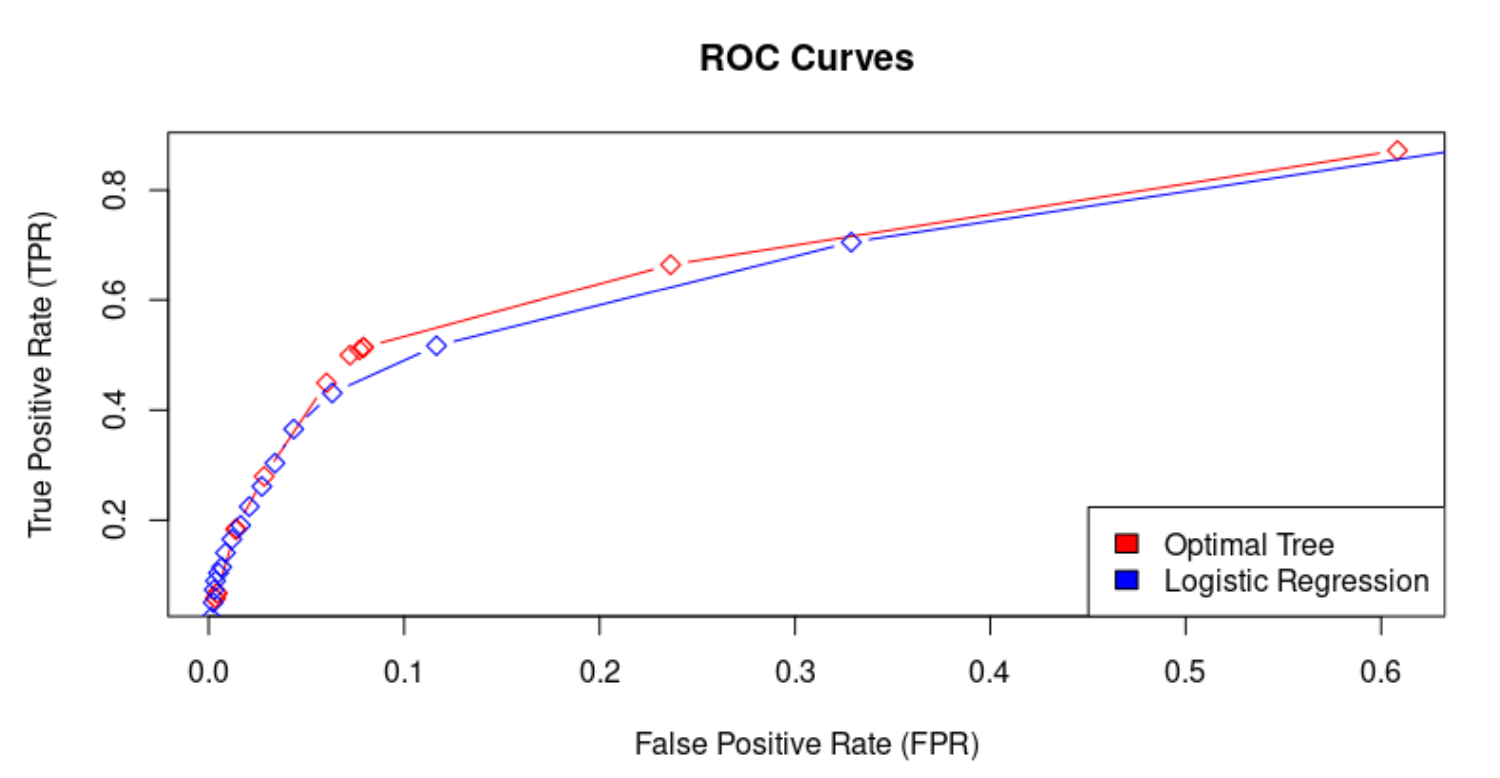 ROC Curves
True Positive Rate (TPR)
0.8
0.6
0.4
0.2
Optimal Tree
Logistic Regression
0.0 0.1 0.2 0.3 0.4 0.5 0.6
False Positive Rate (FPR)